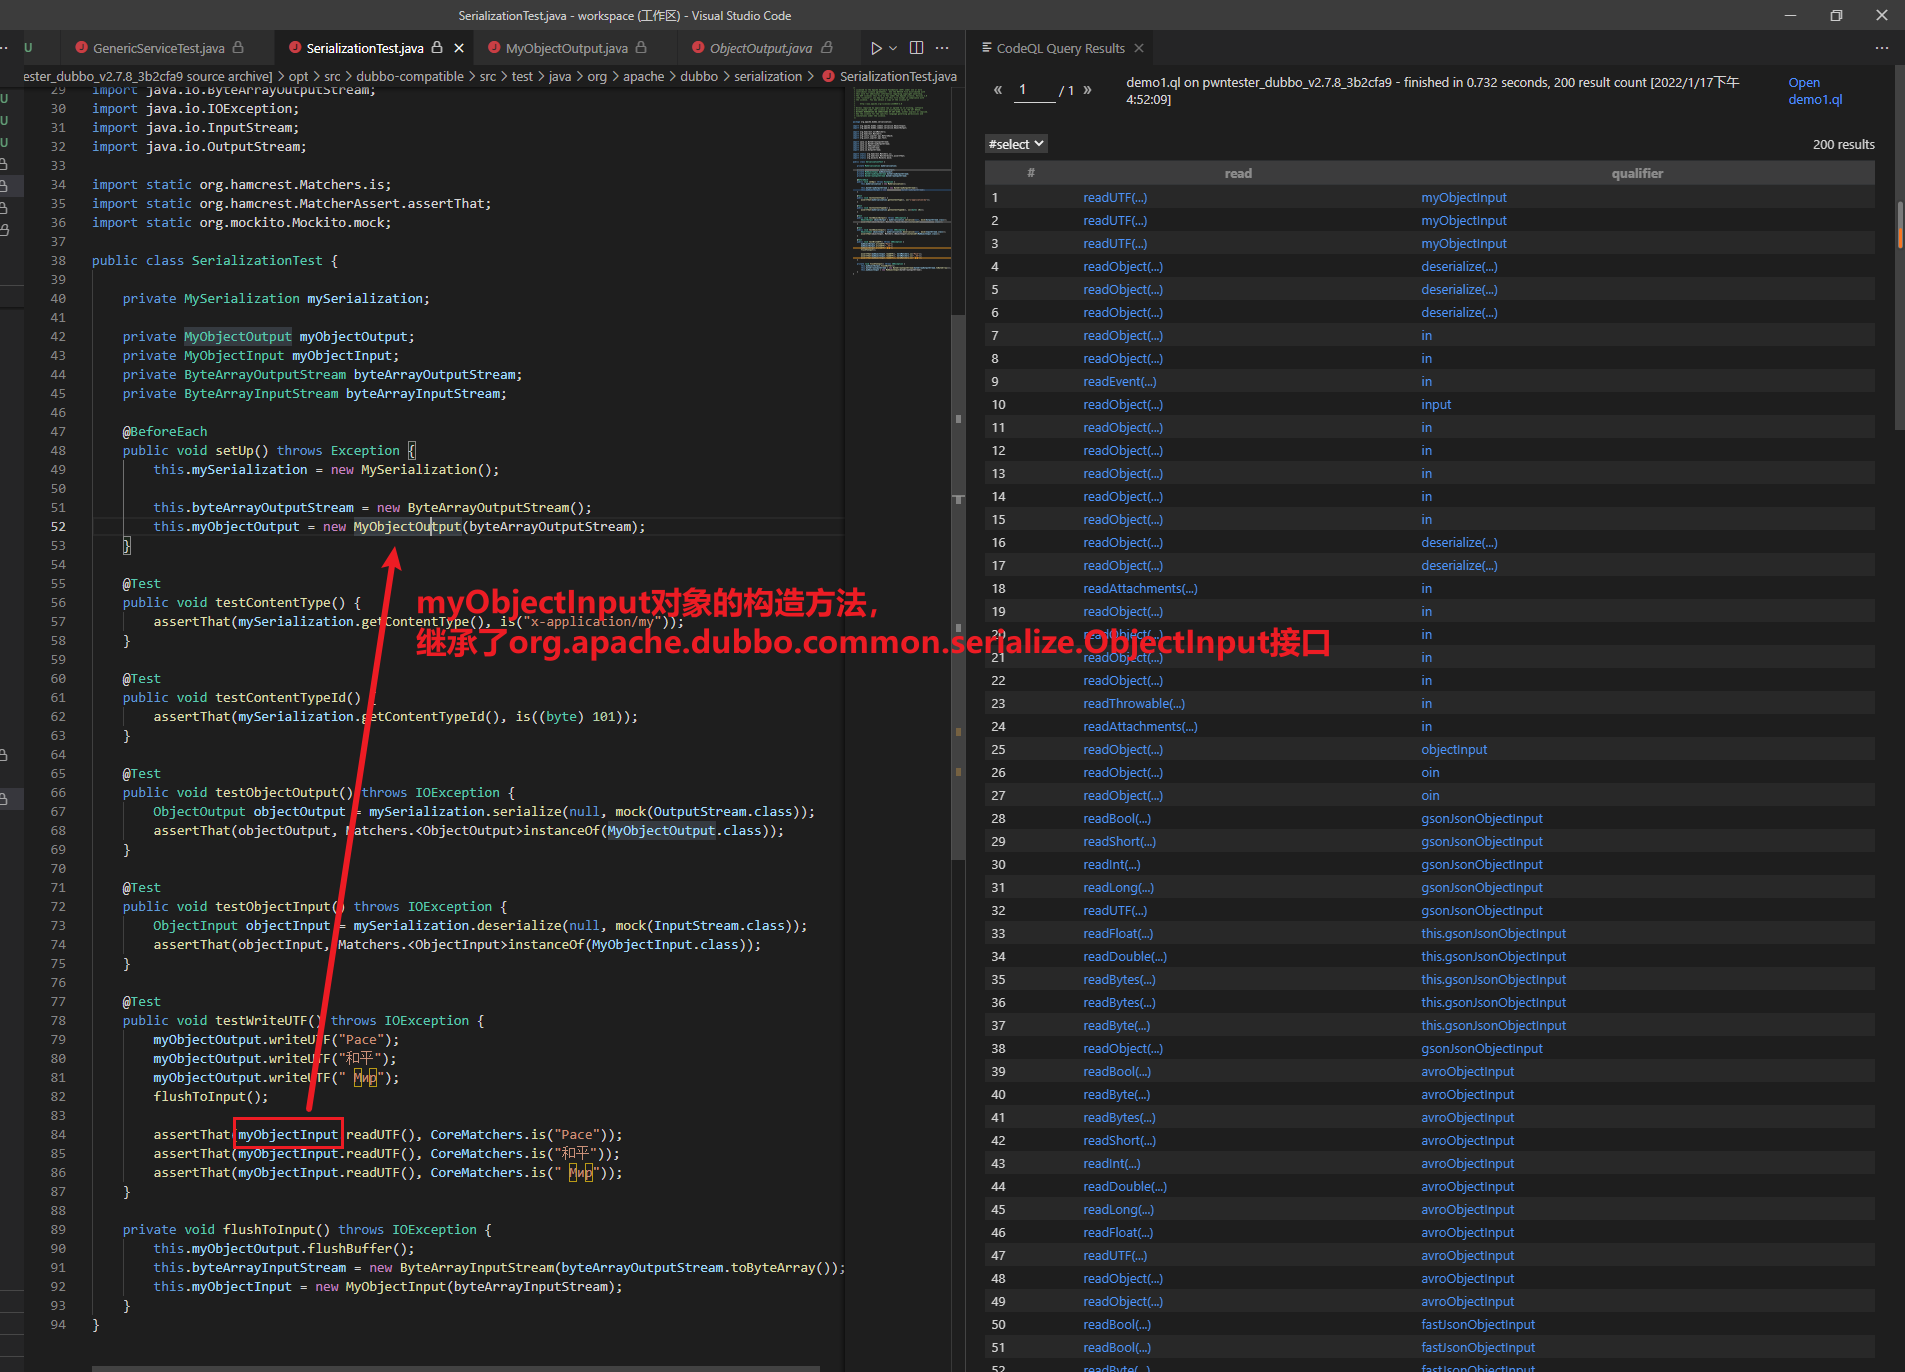 SerializationTest.java - workspace (工作区) - Visual Studio Code
U
GenericServiceTest.java
SerializationTest.java
MyObjectOutput.java
ObjectOutput.java
ester_dubbo_v2.7.8_3b2cfa9 source archive] > opt > src > dubbo-compatible > src > test > java > org > apache > dubbo > serialization > SerializationTest.java
29 import java.io.ByteArrayOutputStream;
30 import java.io.IOException;
31 import java.io.InputStream;
32 import java.io.OutputStream;
33
34 import static org.hamcrest.Matchers.is;
35 import static org.hamcrest.MatcherAssert.assertThat;
36 import static org.mockito.Mockito.mock;
37
38 public class SerializationTest {
39
40 private MySerialization mySerialization;
41
42 private MyObjectOutput myObjectOutput;
43 private MyObjectInput myObjectInput;
44 private ByteArrayOutputStream byteArrayOutputStream;
45 private ByteArrayInputStream byteArrayInputStream;
46
47 @BeforeEach
48 public void setUp() throws Exception {
49 this.mySerialization = new MySerialization();
50
51 this.byteArrayOutputStream = new ByteArrayOutputStream();
52 this.myObjectOutput = new MyObjectOutput(byteArrayOutputStream);
53 }
54
55 @Test
56 public void testContentType() {
57 assertThat(mySerialization.getContentType(), is("x-application/my"));
58 }
59
60 @Test
61 public void testContentTypeId()
62 assertThat(mySerialization.getContentTypeId(), is((byte) 101));
63 }
64
65 @Test
66 public void testObjectOutput() throws IOException {
67 ObjectOutput objectOutput = mySerialization.serialize(null, mock(OutputStream.class));
68 assertThat(objectOutput, Matchers.<ObjectOutput>instanceOf(MyObjectOutput.class));
69 }
70
71 @Test
72 public void testObjectInput() throws IOException {
73 ObjectInput objectInput = mySerialization.deserialize(null, mock(InputStream.class));
74 assertThat(objectInput, Matchers.<ObjectInput>instanceOf(MyObjectInput.class));
75 }
76
77 @Test
78 public void testWriteUTF() throws IOException {
79 myObjectOutput.writeUTF("Pace");
80 myObjectOutput.writeUTF("和平");
81 myObjectOutput.writeUTF(" Мир");
82 flushToInput();
83
84 assertThat(myObjectInput.readUTF(), CoreMatchers.is("Pace"));
85 assertThat(myObjectInput.readUTF(), CoreMatchers.is("和平"));
86 assertThat(myObjectInput.readUTF(), CoreMatchers.is(" Мир"));
87 }
88
89 private void flushToInput() throws IOException {
90 this.myObjectOutput.flushBuffer();
91 this.byteArrayInputStream = new ByteArrayInputStream(byteArrayOutputStream.toByteArray());
92 this.myObjectInput = new MyObjectInput(byteArrayInputStream);
93 }
94 }
myObjectInput对象的构造方法，
继承了org.apache.dubbo.common.serialize.ObjectInput接口
CodeQL Query Results
« 1 / 1 »
demo1.ql on pwntester_dubbo_v2.7.8_3b2cfa9 - finished in 0.732 seconds, 200 result count [2022/1/17下午
4:52:09]
Open
demo1.ql
#select
200 results
# read qualifier
1 readUTF(...) myObjectInput
2 readUTF(...) myObjectInput
3 readUTF(...) myObjectInput
4 readObject(...) deserialize(...)
5 readObject(...) deserialize(...)
6 readObject(...) deserialize(...)
7 readObject(...) in
8 readObject(...) in
9 readEvent(...) in
10 readObject(...) input
11 readObject(...) in
12 readObject(...) in
13 readObject(...) in
14 readObject(...) in
15 readObject(...) in
16 readObject(...) deserialize(...)
17 readObject(...) deserialize(...)
18 readAttachments(...) in
19 readObject(...) in
20 readObject(...) in
21 readObject(...) in
22 readObject(...) in
23 readThrowable(...) in
24 readAttachments(...) in
25 readObject(...) objectInput
26 readObject(...) oin
27 readObject(...) oin
28 readBool(...) gsonJsonObjectInput
29 readShort(...) gsonJsonObjectInput
30 readInt(...) gsonJsonObjectInput
31 readLong(...) gsonJsonObjectInput
32 readUTF(...) gsonJsonObjectInput
33 readFloat(...) this.gsonJsonObjectInput
34 readDouble(...) this.gsonJsonObjectInput
35 readBytes(...) this.gsonJsonObjectInput
36 readBytes(...) this.gsonJsonObjectInput
37 readByte(...) this.gsonJsonObjectInput
38 readObject(...) gsonJsonObjectInput
39 readBool(...) avroObjectInput
40 readByte(...) avroObjectInput
41 readBytes(...) avroObjectInput
42 readShort(...) avroObjectInput
43 readInt(...) avroObjectInput
44 readDouble(...) avroObjectInput
45 readLong(...) avroObjectInput
46 readFloat(...) avroObjectInput
47 readUTF(...) avroObjectInput
48 readObject(...) avroObjectInput
49 readObject(...) avroObjectInput
50 readBool(...) fastJsonObjectInput
51 readBool(...) fastJsonObjectInput
52 readByte(...) fastJsonObjectInput